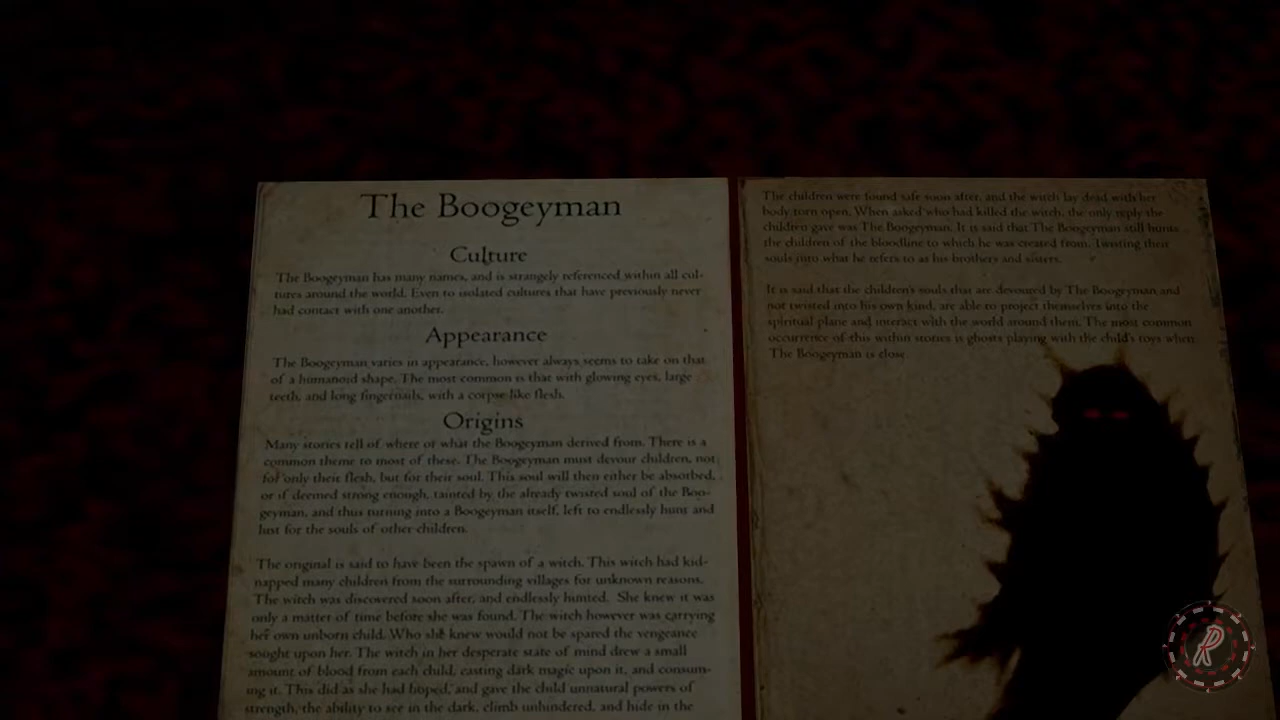 The Boogeyman
Culture
The Boogeyman has many names, and is strangely referenced within all cul-
tures around the world. Even to isolated cultures that have previously never
had contact with one another.
Appearance
The Boogeyman varies in appearance, however always seems to take on that
of a humanoid shape. The most common is that with glowing eyes, large
teeth, and long fingernails, with a corpse like flesh.
Origins
Many stories tell of where or what the Boogeyman derived from. There is a
common theme to most of these. The Boogeyman must devour children, not
for only their flesh, but for their soul. This soul will then either be absorbed,
or if deemed strong enough, tainted by the already twisted soul of the Boo-
geyman, and thus turning into a Boogeyman itself, left to endlessly hunt and
lust for the souls of other children.
The original is said to have been the spawn of a witch. This witch had kid-
napped many children from the surrounding villages for unknown reasons.
The witch was discovered soon after, and endlessly hunted. She knew it was
only a matter of time before she was found. The witch however was carrying
her own unborn child. Who she knew would not be spared the vengeance
sought upon her. The witch in her desperate state of mind drew a small
amount of blood from each child, casting dark magic upon it, and consum-
ing it. This did as she had hoped, and gave the child unnatural powers of
strength, the ability to see in the dark, climb unhindered, and hide in the
The children were found safe soon after, and the witch lay dead with her
body torn open. When asked who had killed the witch, the only reply the
children gave was The Boogeyman. It is said that The Boogeyman still hunts
the children of the bloodline to which he was created from. Twisting their
souls into what he refers to as his brothers and sisters.
It is said that the children's souls that are devoured by The Boogeyman and
not twisted into his own kind, are able to project themselves into the
spiritual plane and interact with the world around them. The most common
occurrence of this within stories is ghosts playing with the child's toys when
The Boogeyman is close.
R